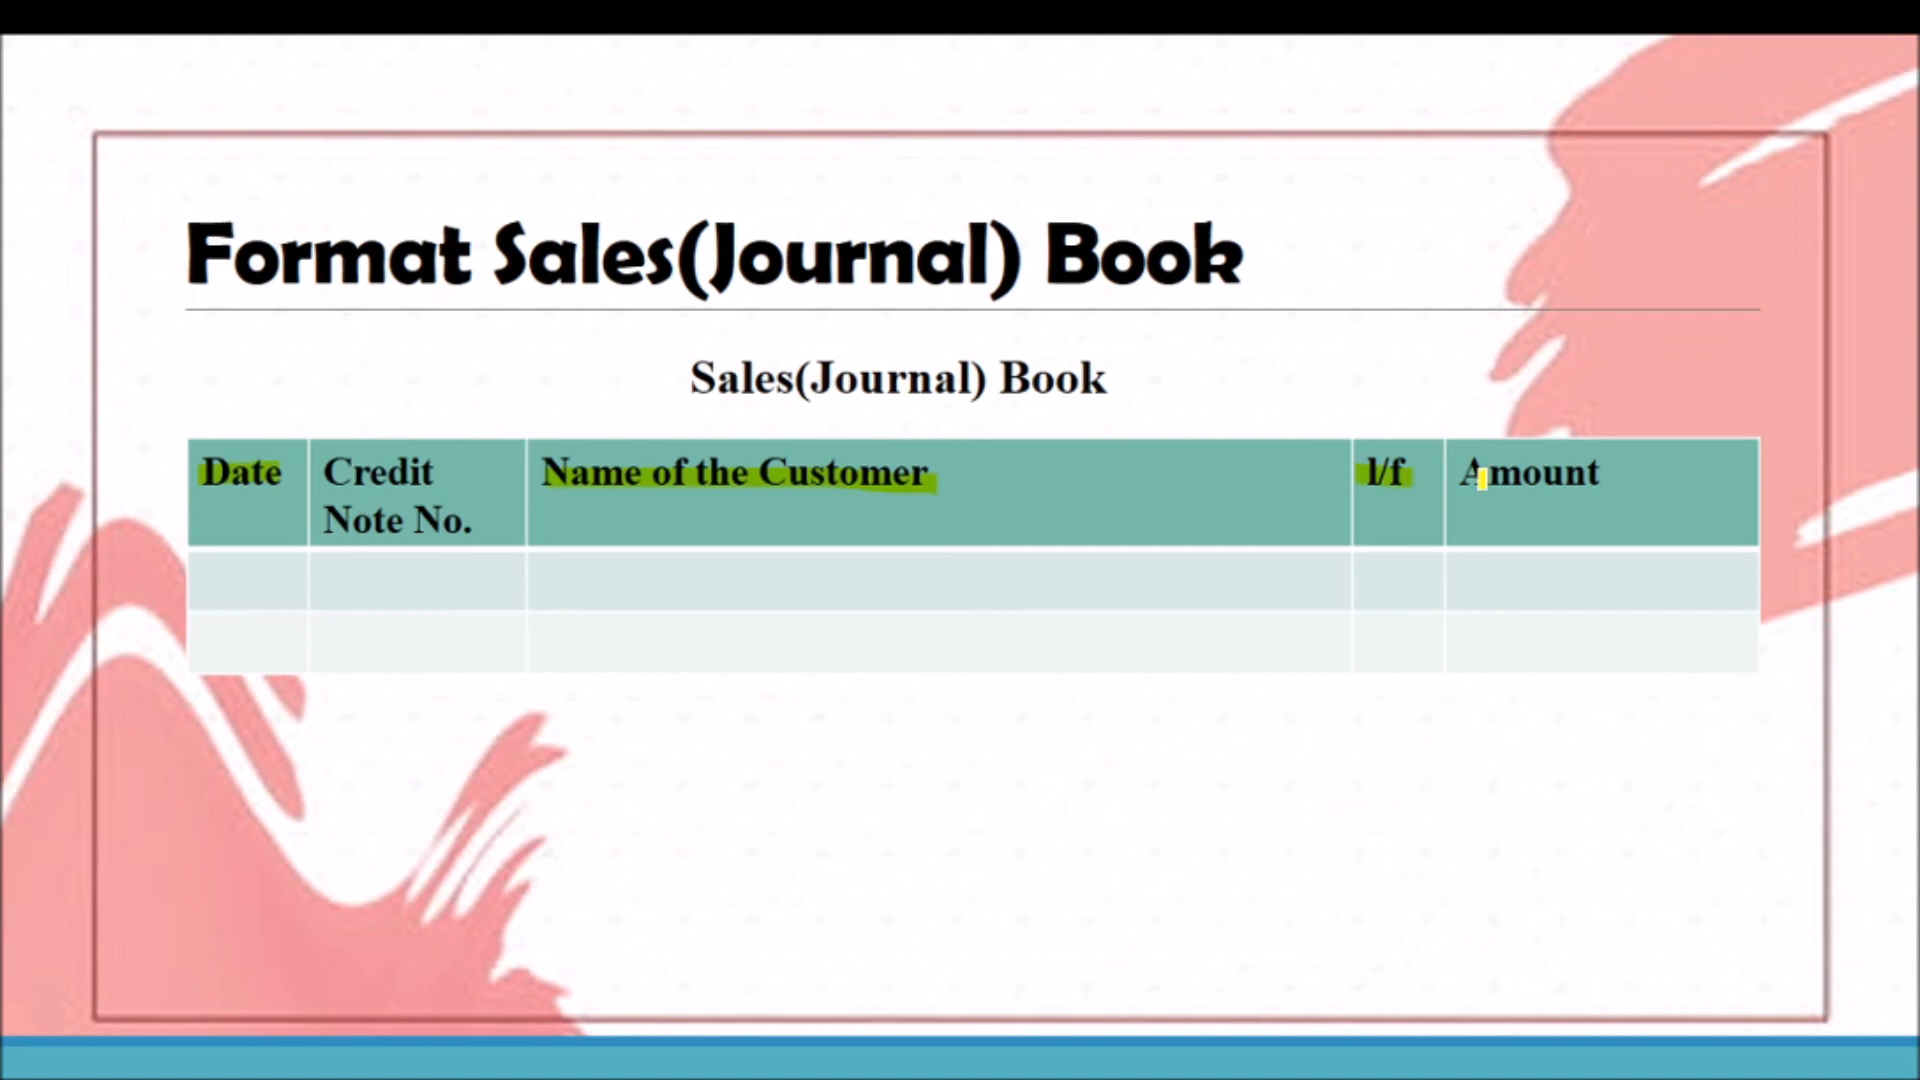 Format Sales(Journal) Book
Sales(Journal) Book
Date Credit Name of the Customer l/f Amount
Note No.